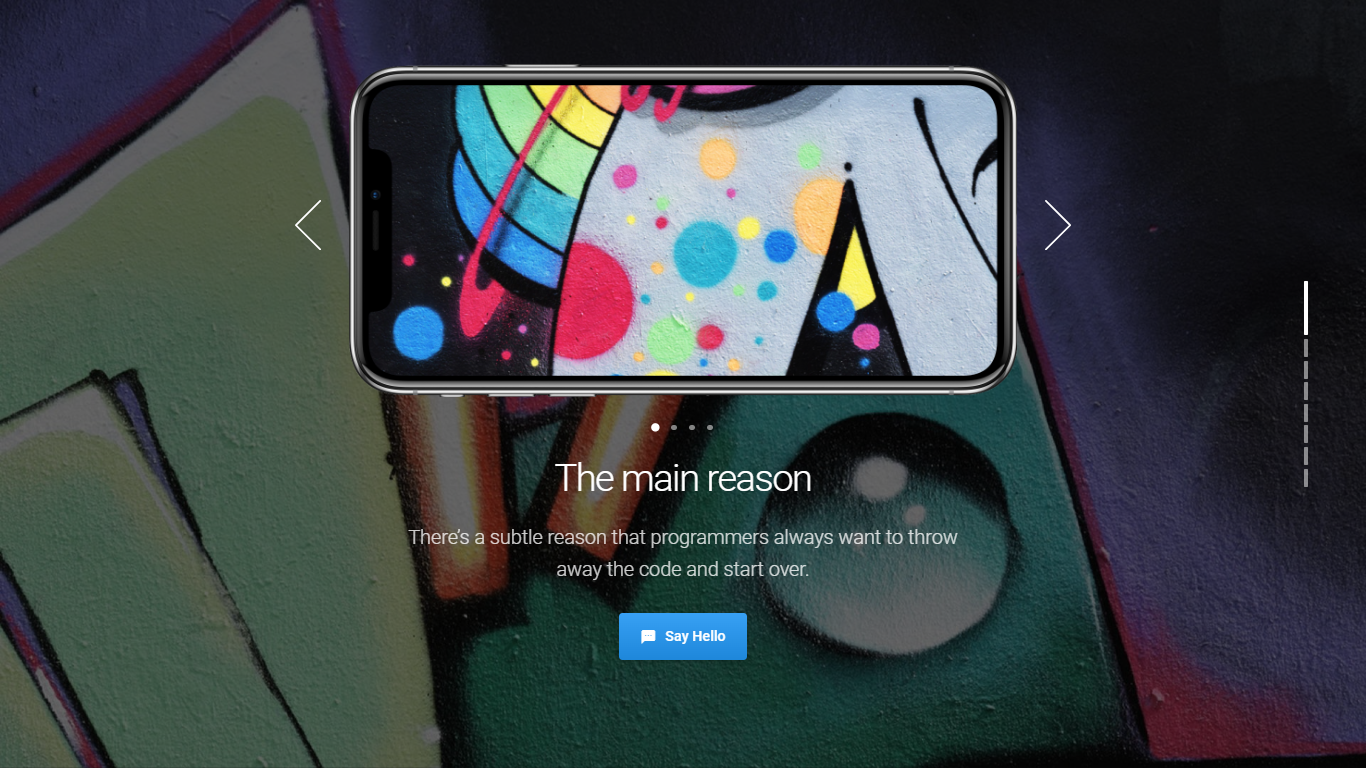 The main reason
There’s a subtle reason that programmers always want to throw
away the code and start over.
Say Hello